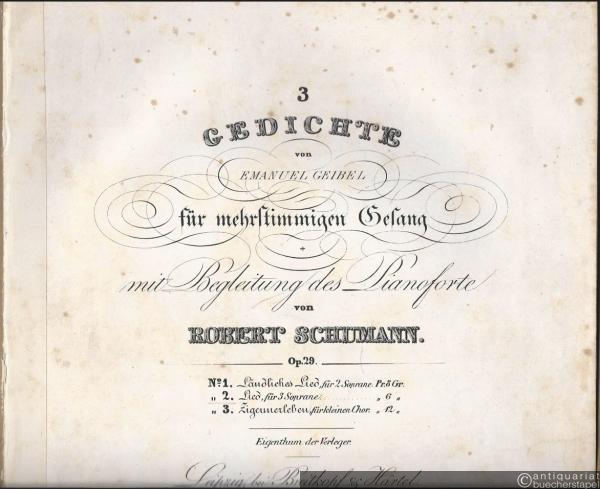 3
GEDICHTE
von
EMANUEL GEIBEL
für mehrstimmigen Gesang
mit Begleitung des Pianoforte
von
ROBERT SCHUMANN.
Op. 29.
No. 1. Ländliches Lied, für 2 Soprane. Pr. 8 Gr.
„ 2. Lied, für 3 Soprane „ 6 „
„ 3. Zigeunerleben, für kleinen Chor. „ 12 „
Eigenthum der Verleger.
Leipzig, bei Breitkopf & Härtel.
antiquariat
buecherstapel